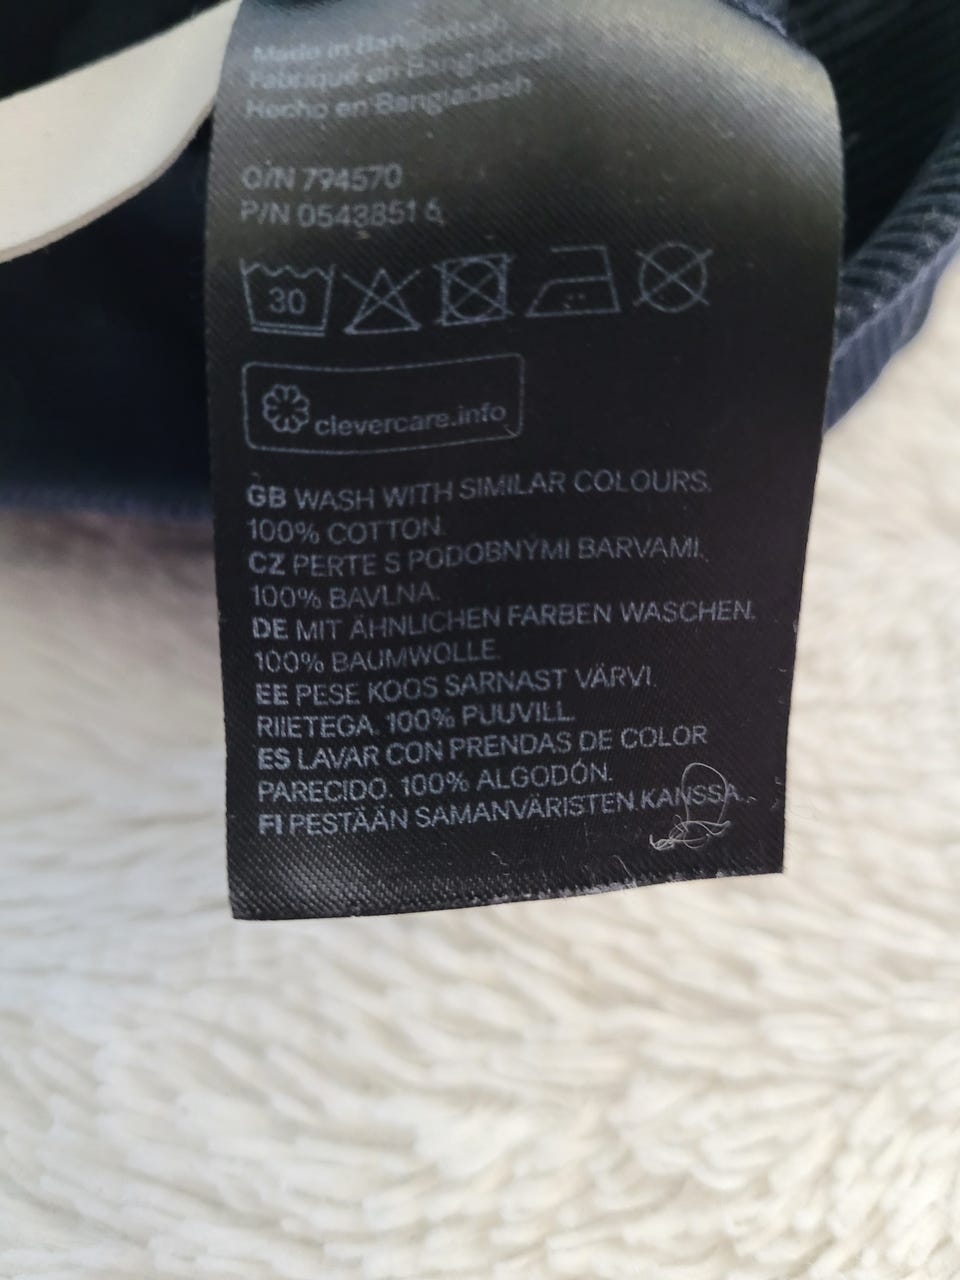 Made in Bangladesh
Fabriqué en Bangladesh
Hecho en Bangladesh
O/N 794570
P/N 0543851 6
30
clevercare.info
GB WASH WITH SIMILAR COLOURS.
100% COTTON.
CZ PERTE S PODOBNÝMI BARVAMI.
100% BAVLNA.
DE MIT ÄHNLICHEN FARBEN WASCHEN.
100% BAUMWOLLE.
EE PESE KOOS SARNAST VÄRVI
RIIETEGA. 100% PUUVILL.
ES LAVAR CON PRENDAS DE COLOR
PARECIDO. 100% ALGODÓN.
FI PESTÄÄN SAMANVÄRISTEN KANSSA.